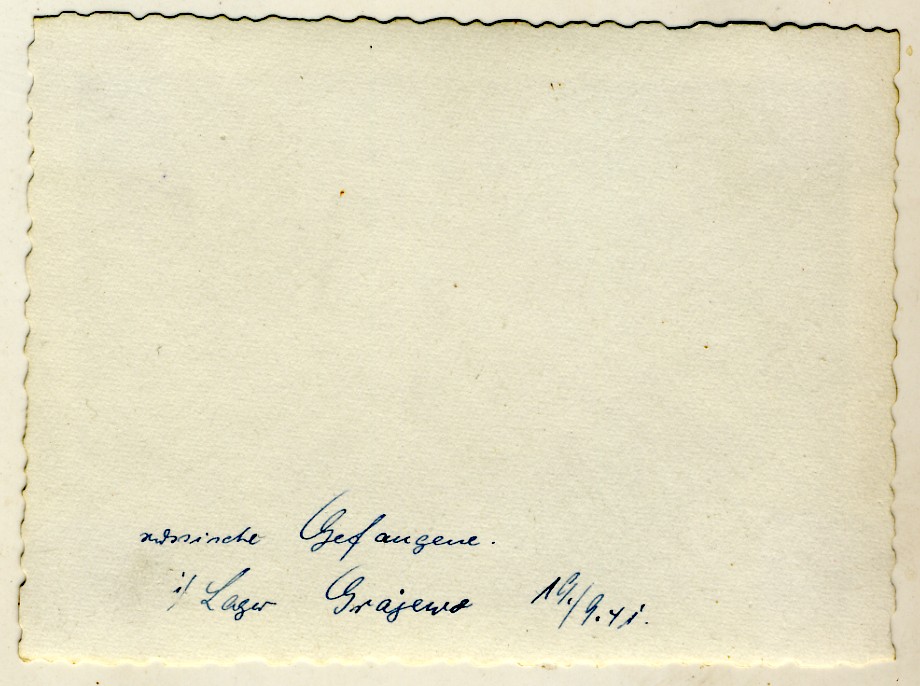 russische Gefangene.
i/ Lager Grajewo 19./9.41.